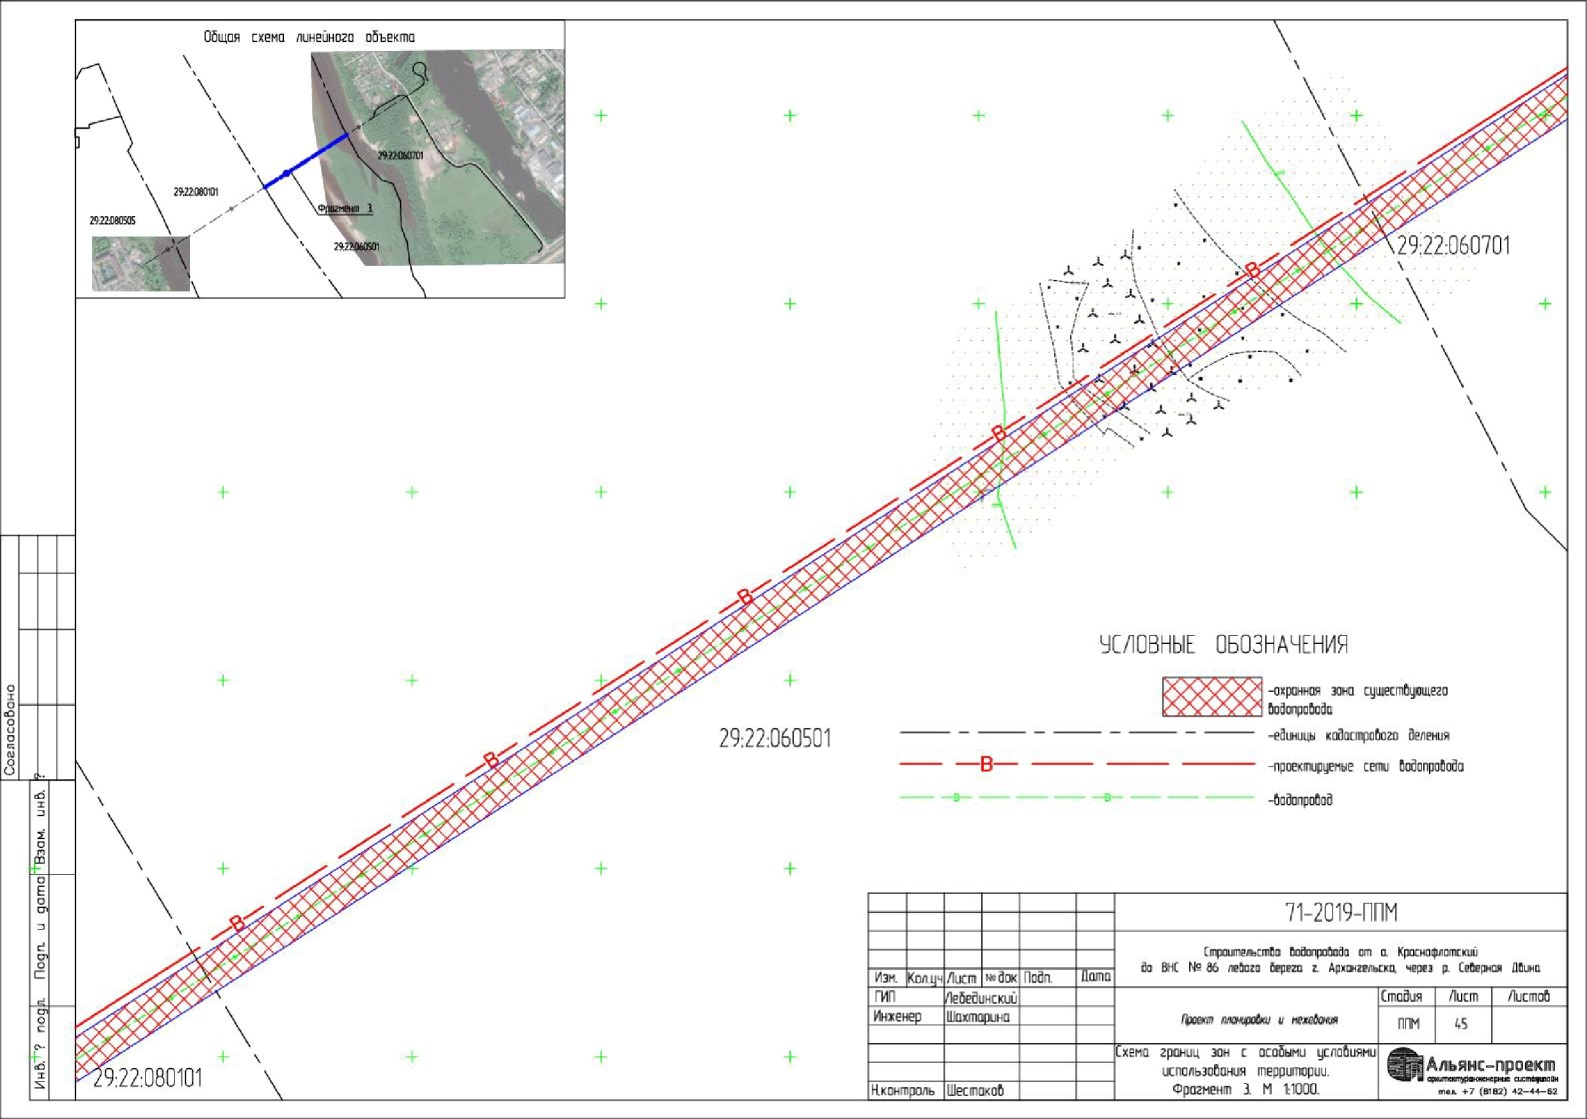 Общая схема линейного объекта
29:22:060701
29:22:080101
Фрагмент 3.
29:22:080505
29:22:060501
29:22:060701
В
В
В
В
В
29:22:060501
29:22:080101
УСЛОВНЫЕ ОБОЗНАЧЕНИЯ
-охранная зона существующего
водопровода
-единицы кадастрового деления
В
-проектируемые сети водопровода
В В
-водопровод
Согласовано
Взам. инв. ?
Подп. и дата
Инв. ? подл.
71-2019-ППМ
Строительство водопровода от о. Краснофлотский
до ВНС № 86 левого берега г. Архангельска, через р. Северная Двина
Изм. Кол.уч Лист № док Подп. Дата
ГИП Лебединский
Инженер Шахтарина
Н.контроль Шестаков
Проект планировки и межевания
Стадия Лист Листов
ППМ 45
Схема границ зон с особыми условиями
использования территории.
Фрагмент 3. М 1:1000.
Альянс-проект
тел. +7 (8182) 42-44-62